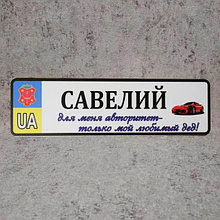 САВЕЛИЙ
UA
для меня авторитет-
только мой любимый дед!